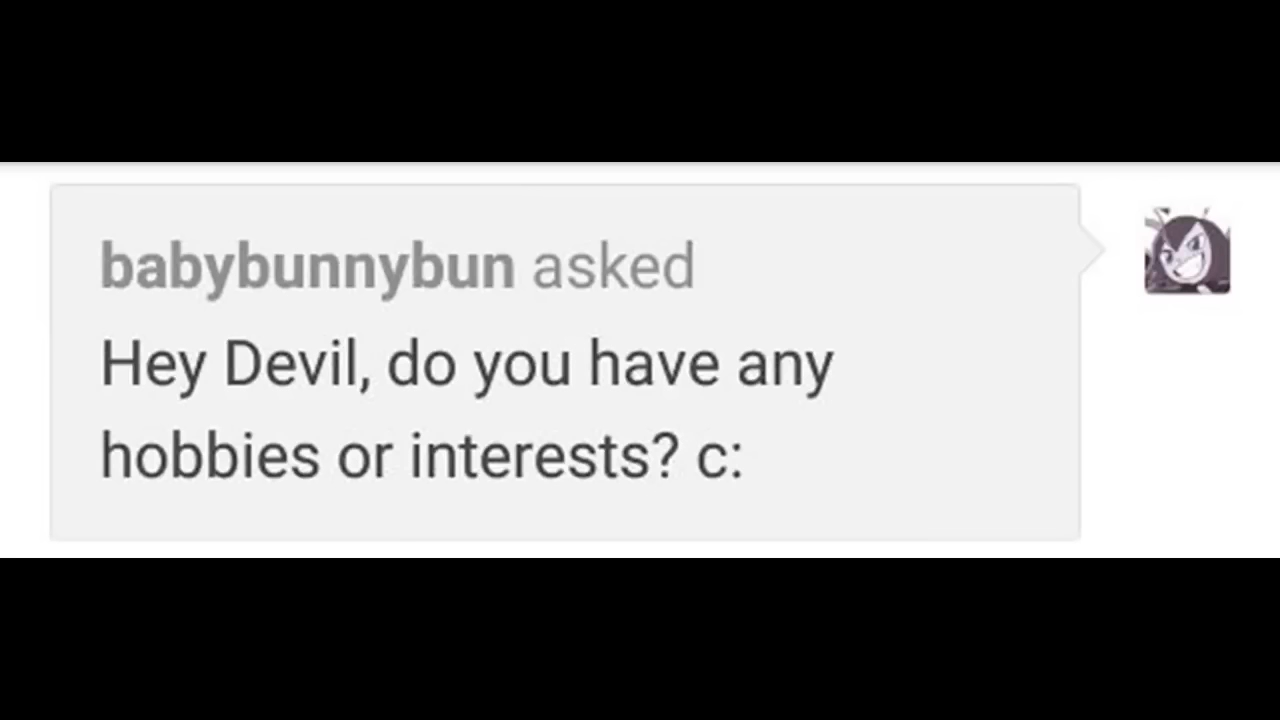 babybunnybun asked
Hey Devil, do you have any
hobbies or interests? c: